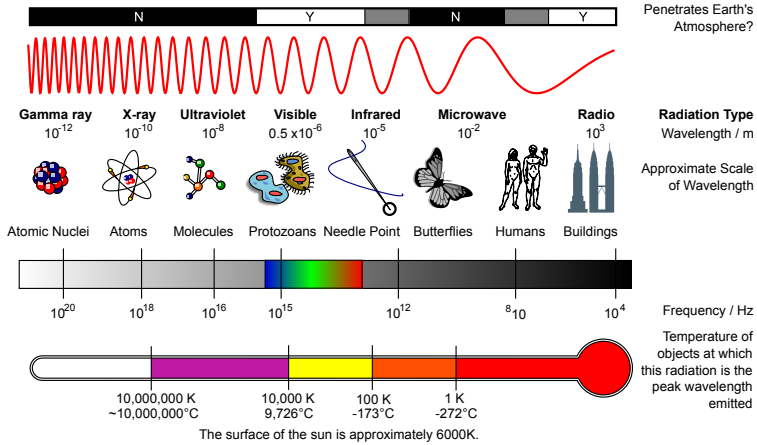 N Y N Y
Penetrates Earth's
Atmosphere?
Gamma ray X-ray Ultraviolet Visible Infrared Microwave Radio Radiation Type
10⁻¹² 10⁻¹⁰ 10⁻⁸ 0.5 x10⁻⁶ 10⁻⁵ 10⁻² 10³ Wavelength / m
Approximate Scale
of Wavelength
Atomic Nuclei Atoms Molecules Protozoans Needle Point Butterflies Humans Buildings
10²⁰ 10¹⁸ 10¹⁶ 10¹⁵ 10¹² ⁸10 10⁴ Frequency / Hz
Temperature of
objects at which
this radiation is the
peak wavelength
emitted
10,000,000 K 10,000 K 100 K 1 K
~10,000,000°C 9,726°C -173°C -272°C
The surface of the sun is approximately 6000K.